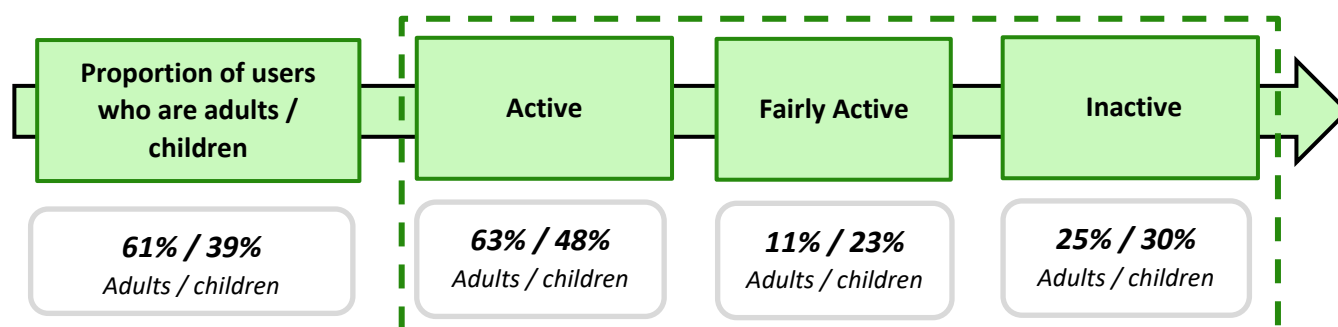 Proportion of users
who are adults /
children
Active
Fairly Active
Inactive
61% / 39%
Adults / children
63% / 48%
Adults / children
11% / 23%
Adults / children
25% / 30%
Adults / children